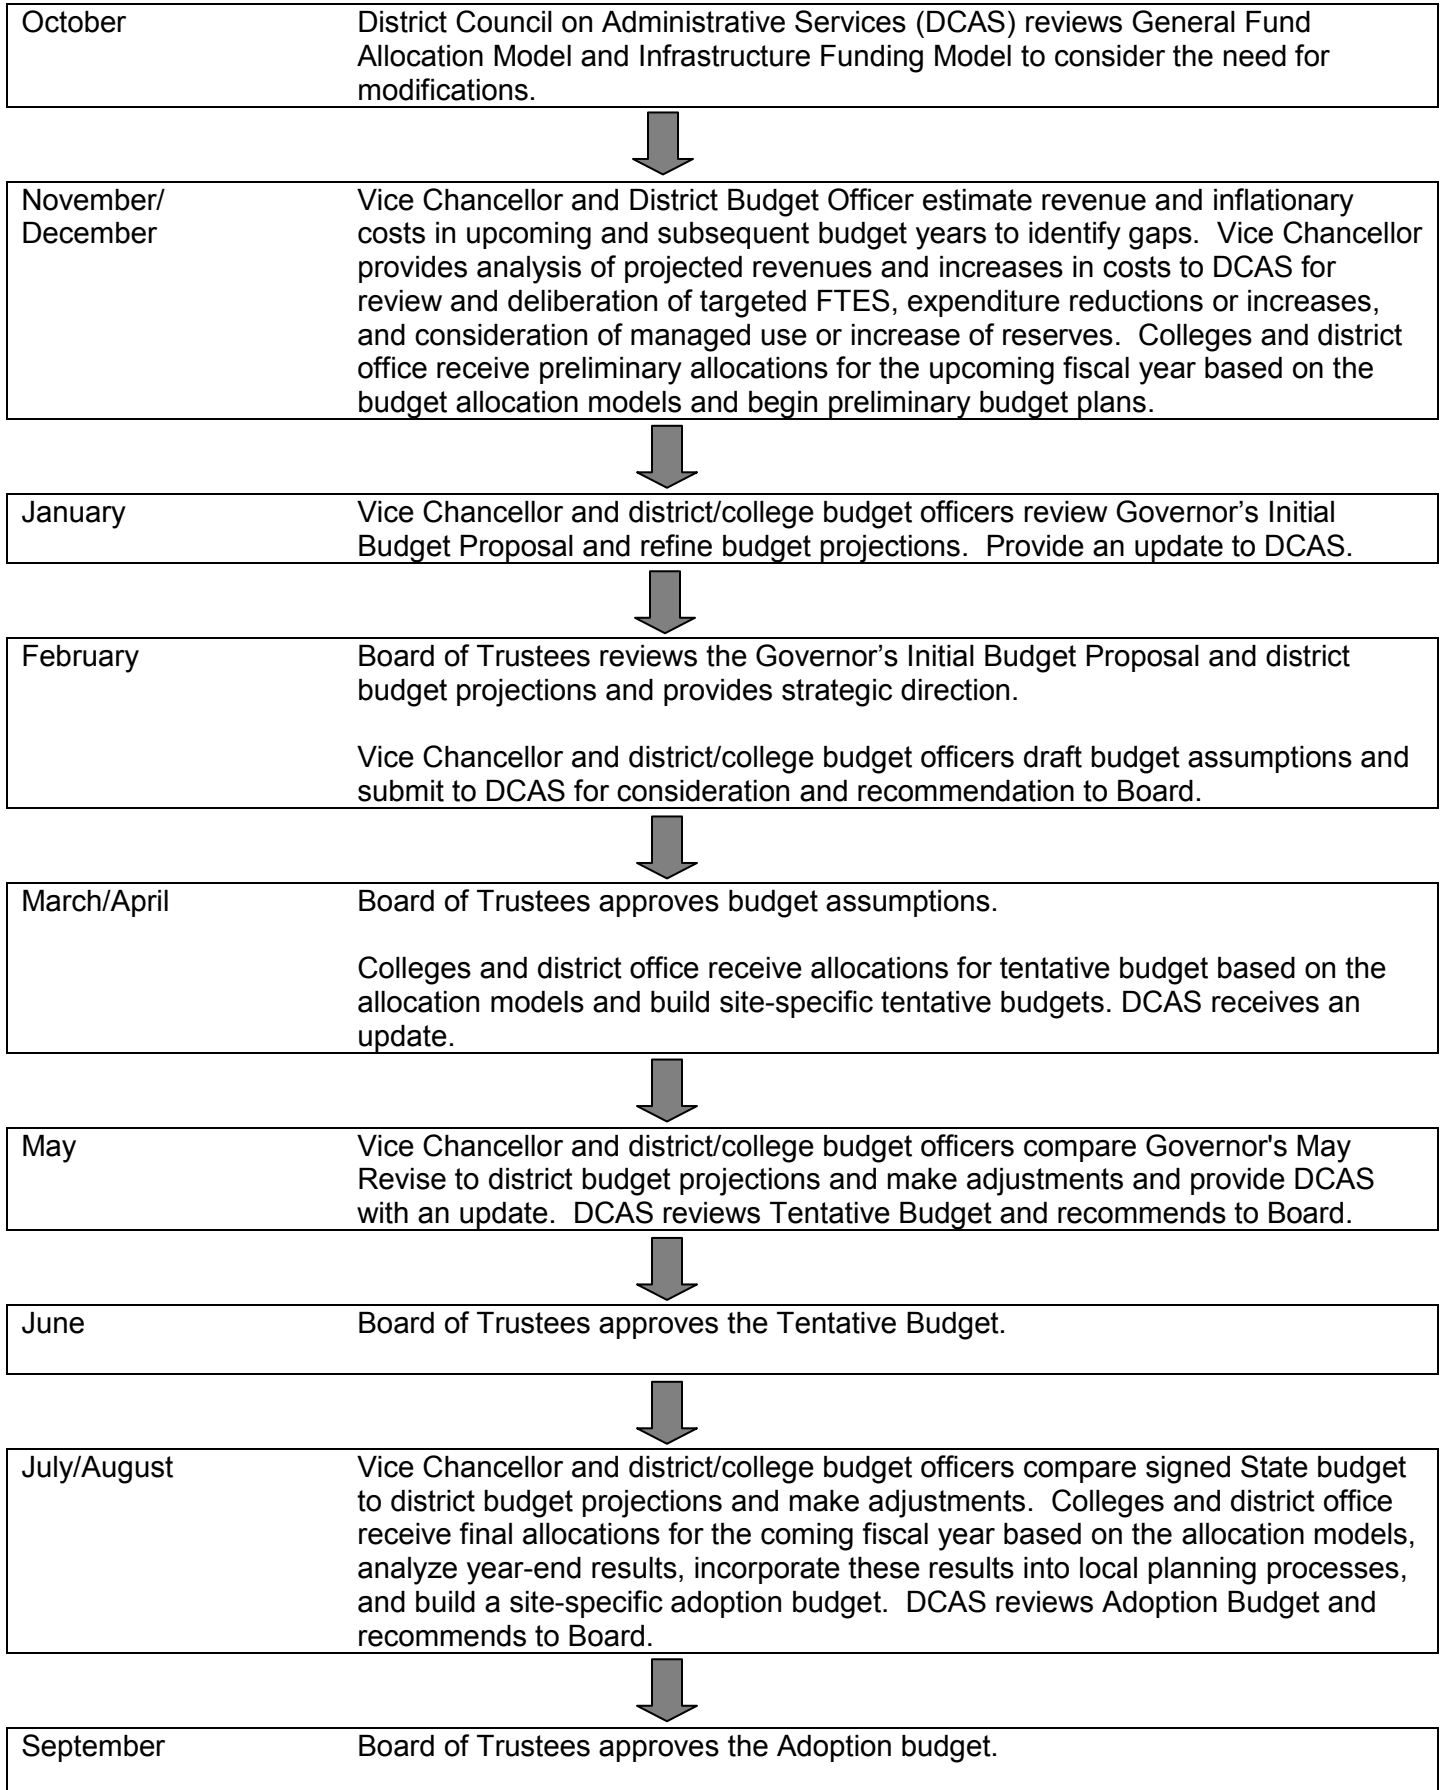 October
District Council on Administrative Services (DCAS) reviews General Fund
Allocation Model and Infrastructure Funding Model to consider the need for
modifications.
November/
December
Vice Chancellor and District Budget Officer estimate revenue and inflationary
costs in upcoming and subsequent budget years to identify gaps.  Vice Chancellor
provides analysis of projected revenues and increases in costs to DCAS for
review and deliberation of targeted FTES, expenditure reductions or increases,
and consideration of managed use or increase of reserves.  Colleges and district
office receive preliminary allocations for the upcoming fiscal year based on the
budget allocation models and begin preliminary budget plans.
January
Vice Chancellor and district/college budget officers review Governor’s Initial
Budget Proposal and refine budget projections.  Provide an update to DCAS.
February
Board of Trustees reviews the Governor’s Initial Budget Proposal and district
budget projections and provides strategic direction.
Vice Chancellor and district/college budget officers draft budget assumptions and
submit to DCAS for consideration and recommendation to Board.
March/April
Board of Trustees approves budget assumptions.
Colleges and district office receive allocations for tentative budget based on the
allocation models and build site-specific tentative budgets. DCAS receives an
update.
May
Vice Chancellor and district/college budget officers compare Governor's May
Revise to district budget projections and make adjustments and provide DCAS
with an update.  DCAS reviews Tentative Budget and recommends to Board.
June
Board of Trustees approves the Tentative Budget.
July/August
Vice Chancellor and district/college budget officers compare signed State budget
to district budget projections and make adjustments.  Colleges and district office
receive final allocations for the coming fiscal year based on the allocation models,
analyze year-end results, incorporate these results into local planning processes,
and build a site-specific adoption budget.  DCAS reviews Adoption Budget and
recommends to Board.
September
Board of Trustees approves the Adoption budget.